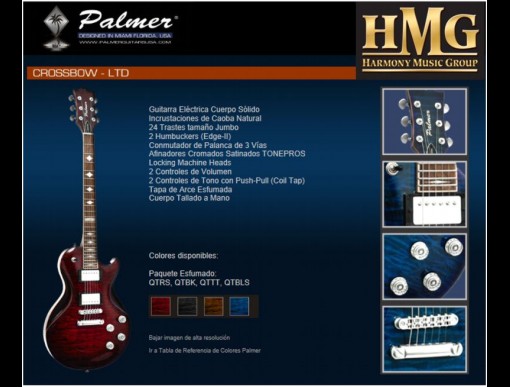 Palmer®
DESIGNED IN MIAMI FLORIDA, USA
WWW.PALMERGUITARSUSA.COM
HMG
HARMONY MUSIC GROUP
CROSSBOW - LTD
Guitarra Eléctrica Cuerpo Sólido
Incrustaciones de Caoba Natural
24 Trastes tamaño Jumbo
2 Humbuckers (Edge-II)
Conmutador de Palanca de 3 Vías
Afinadores Cromados Satinados TONEPROS
Locking Machine Heads
2 Controles de Volumen
2 Controles de Tono con Push-Pull (Coil Tap)
Tapa de Arce Esfumada
Cuerpo Tallado a Mano
Colores disponibles:
Paquete Esfumado:
QTRS, QTBK, QTTT, QTBLS
Bajar imagen de alta resolución
Ir a Tabla de Referencia de Colores Palmer
Palmer